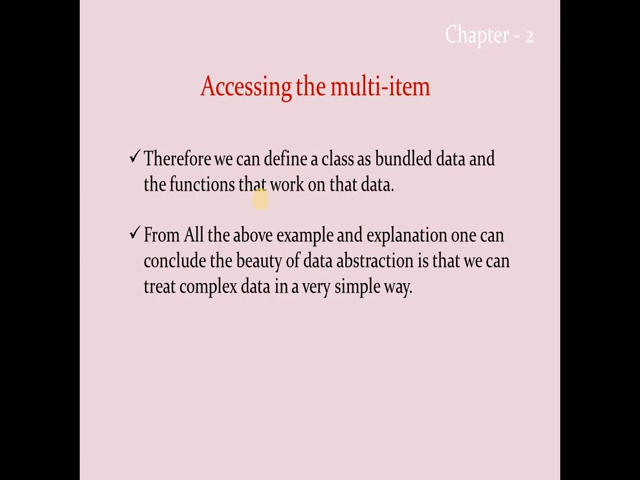 Chapter - 2
Accessing the multi-item
✓Therefore we can define a class as bundled data and
the functions that work on that data.
✓From All the above example and explanation one can
conclude the beauty of data abstraction is that we can
treat complex data in a very simple way.